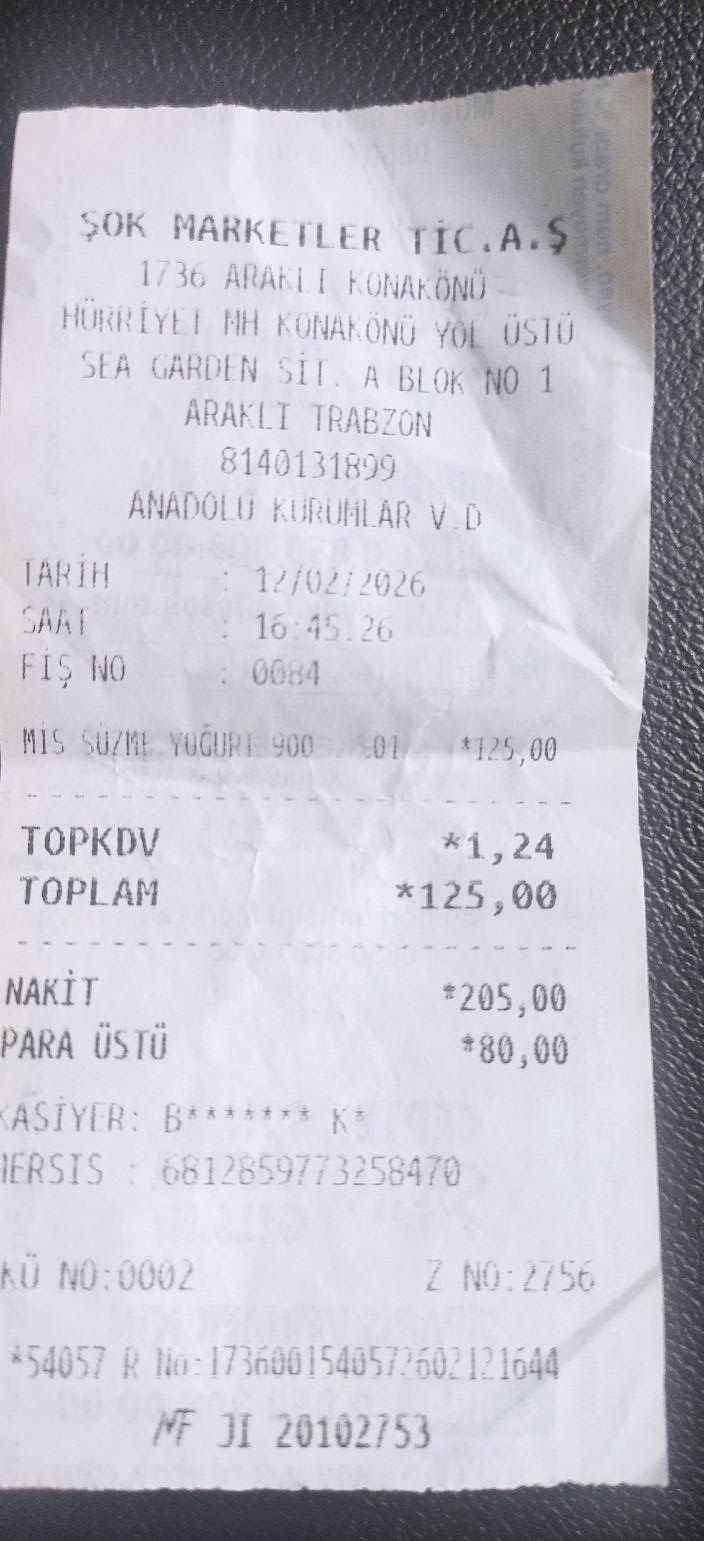 ŞOK MARKETLER TİC.A.Ş
1736 ARAKLI KONAKÖNÜ
HÜRRİYET MH KONAKÖNÜ YOL ÜSTÜ
SEA GARDEN SİT. A BLOK NO 1
ARAKLI TRABZON
8140131899
ANADOLU KURUMLAR V.D
TARİH : 12/02/2026
SAAT : 16:45:26
FİŞ NO : 0084
MİS SÜZME YOĞURT 900 %01 *125,00
TOPKDV *1,24
TOPLAM *125,00
NAKİT *205,00
PARA ÜSTÜ *80,00
KASİYER: B******* K*
MERSIS : 6812859773258470
EKÜ NO:0002 Z NO:2756
*54057 R No:1736001540572602121644
MF JI 20102753